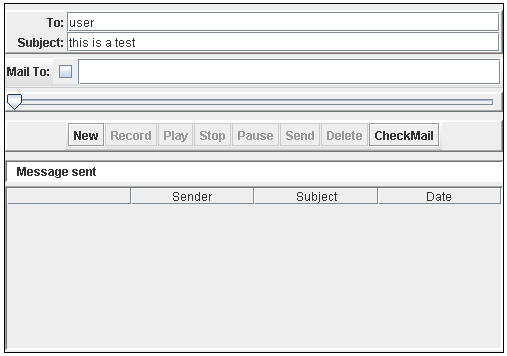 To: user
Subject: this is a test
Mail To:
New Record Play Stop Pause Send Delete CheckMail
Message sent
Sender Subject Date